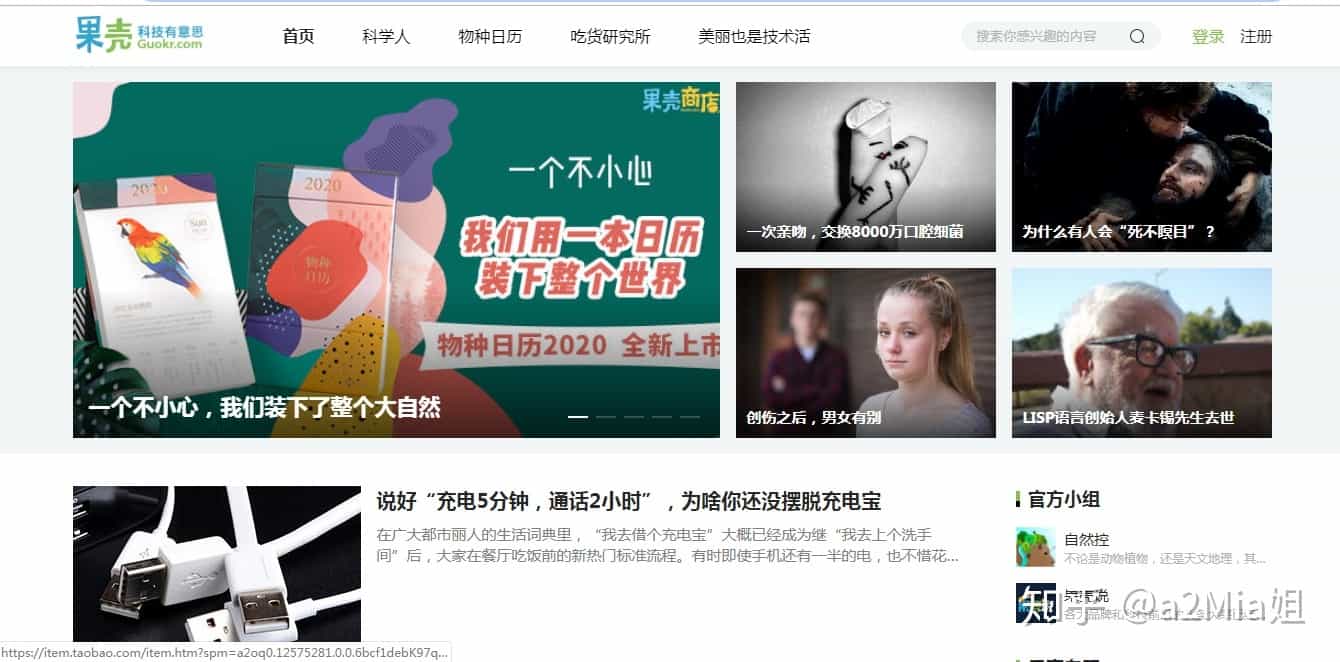 果壳 科技有意思
Guokr.com
首页 科学人 物种日历 吃货研究所 美丽也是技术活
搜索你感兴趣的内容
登录 注册
果壳商店
一个不小心
我们用一本日历
装下整个世界
物种日历2020 全新上市
2020
2020
Sun
物种
日历
一个不小心，我们装下了整个大自然
一次亲吻，交换8000万口腔细菌
为什么有人会“死不瞑目”？
创伤之后，男女有别
LISP语言创始人麦卡锡先生去世
说好“充电5分钟，通话2小时”，为啥你还没摆脱充电宝
在广大都市丽人的生活词典里，“我去借个充电宝”大概已经成为继“我去上个洗手
间”后，大家在餐厅吃饭前的新热门标准流程。有时即使手机还有一半的电，也不惜花...
官方小组
自然控
不论是动物植物，还是天文地理，其...
知乎 @a2Mia姐
https://item.taobao.com/item.htm?spm=a2oq0.12575281.0.0.6bcf1debK97q...